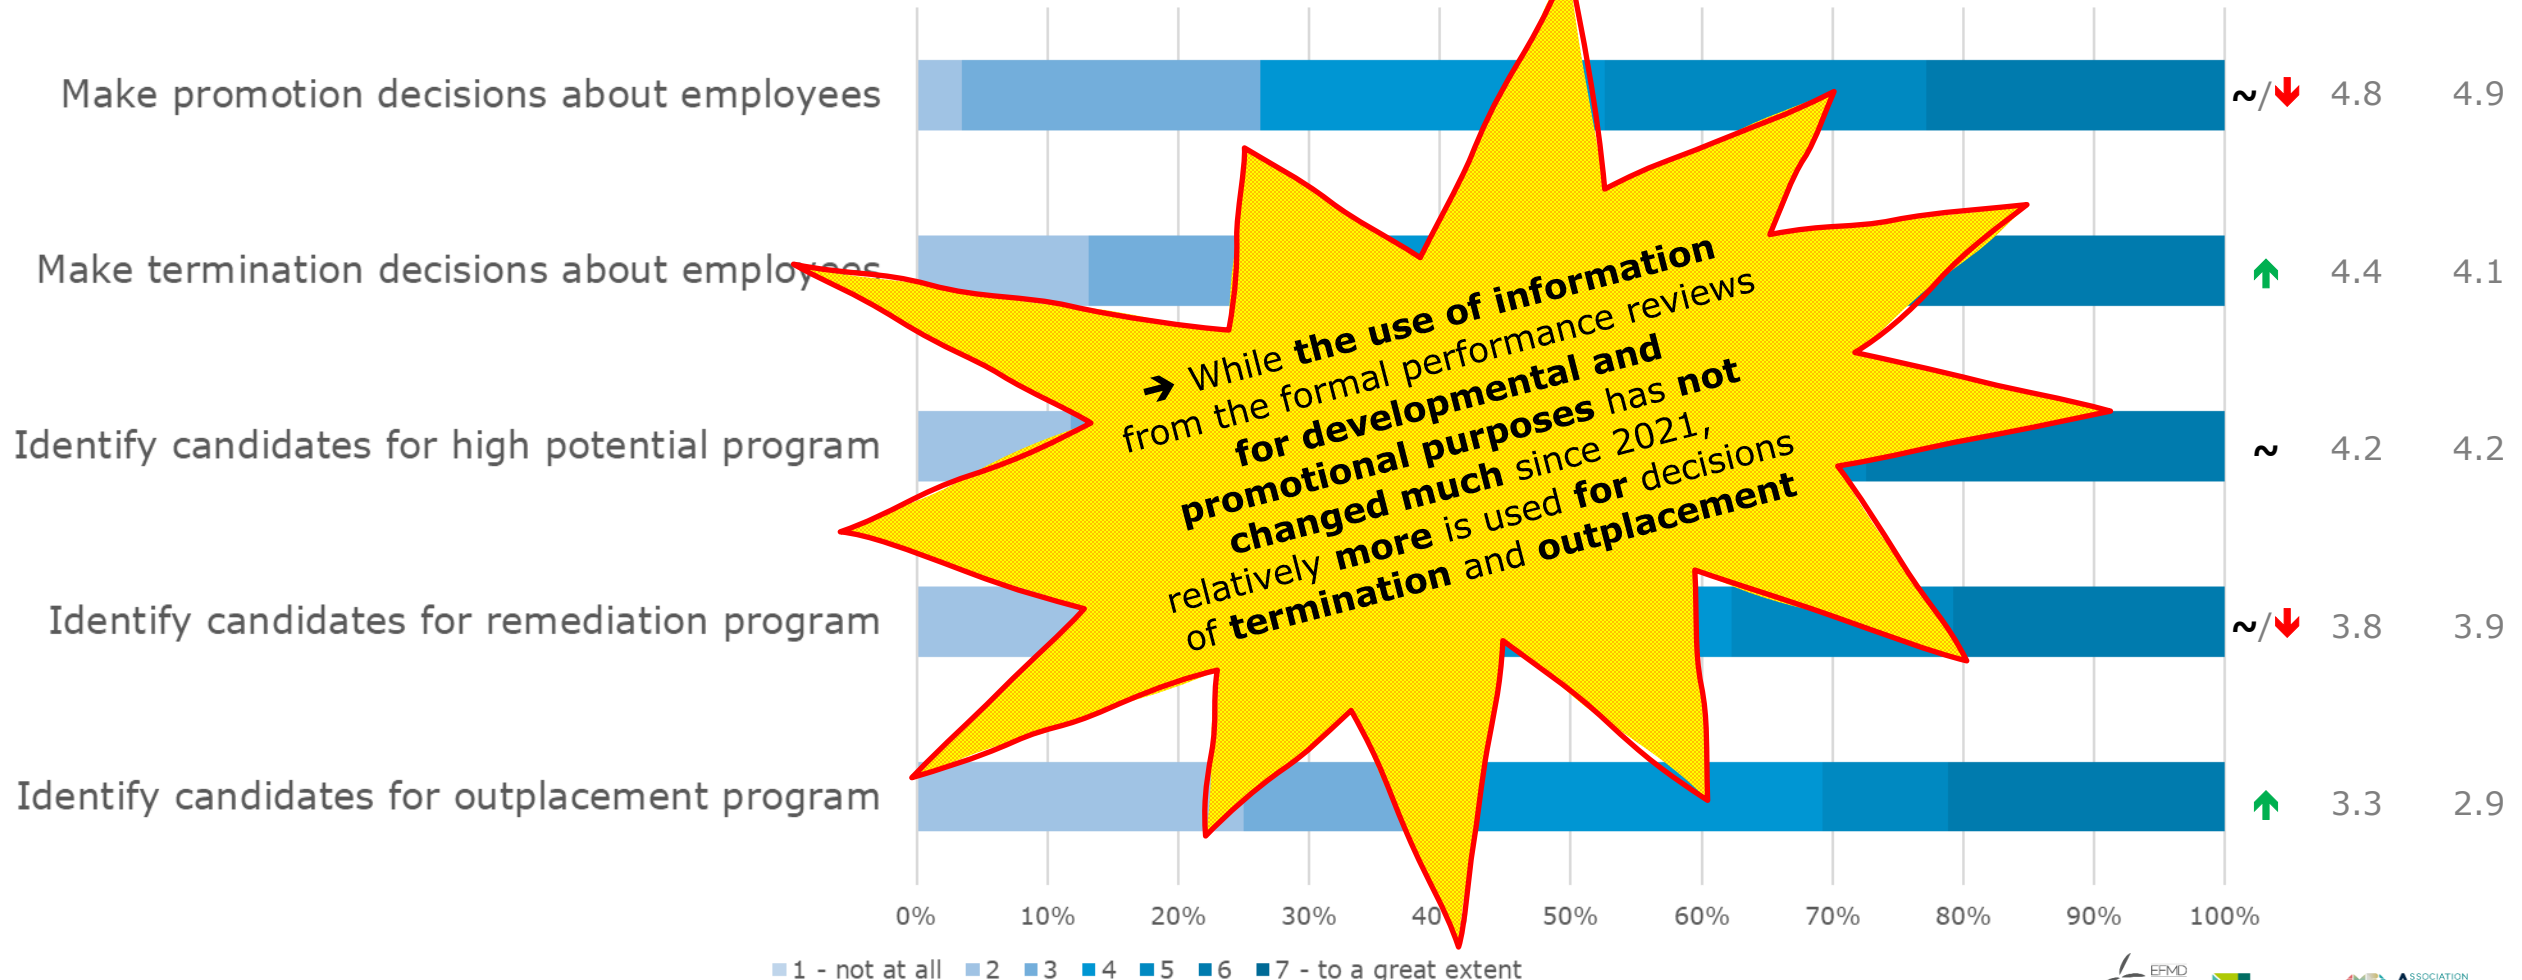 Make promotion decisions about employees
~/↓ 4.8 4.9
Make termination decisions about employees
↑ 4.4 4.1
Identify candidates for high potential program
~ 4.2 4.2
Identify candidates for remediation program
~/↓ 3.8 3.9
Identify candidates for outplacement program
↑ 3.3 2.9
➔ While the use of information
from the formal performance reviews
for developmental and
promotional purposes has not
changed much since 2021,
relatively more is used for decisions
of termination and outplacement
0% 10% 20% 30% 40 50% 60% 70% 80% 90% 100%
1 - not at all 2 3 4 5 6 7 - to a great extent
EFMD
ASSOCIATION